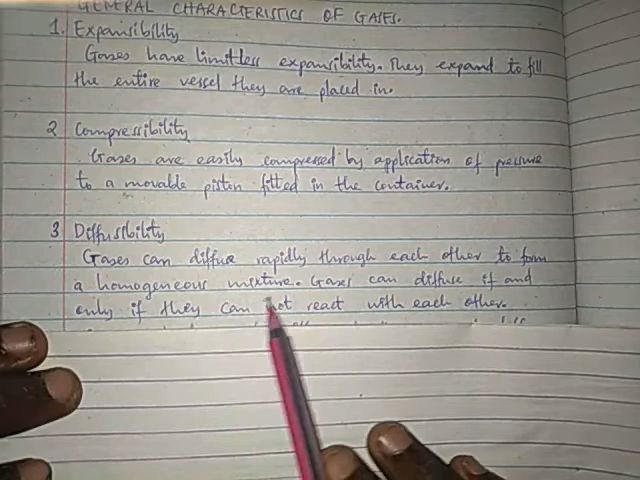 GENERAL CHARACTERISTICS OF GASES.
1. Expansibility
Gases have limitless expansibility. They expand to fill
the entire vessel they are placed in.
2 Compressibility
Gases are easily compressed by application of pressure
to a movable piston fitted in the container.
3 Diffusibility
Gases can diffuse rapidly through each other to form
a homogeneous mixture. Gases can diffuse if and
only if they can not react with each other.